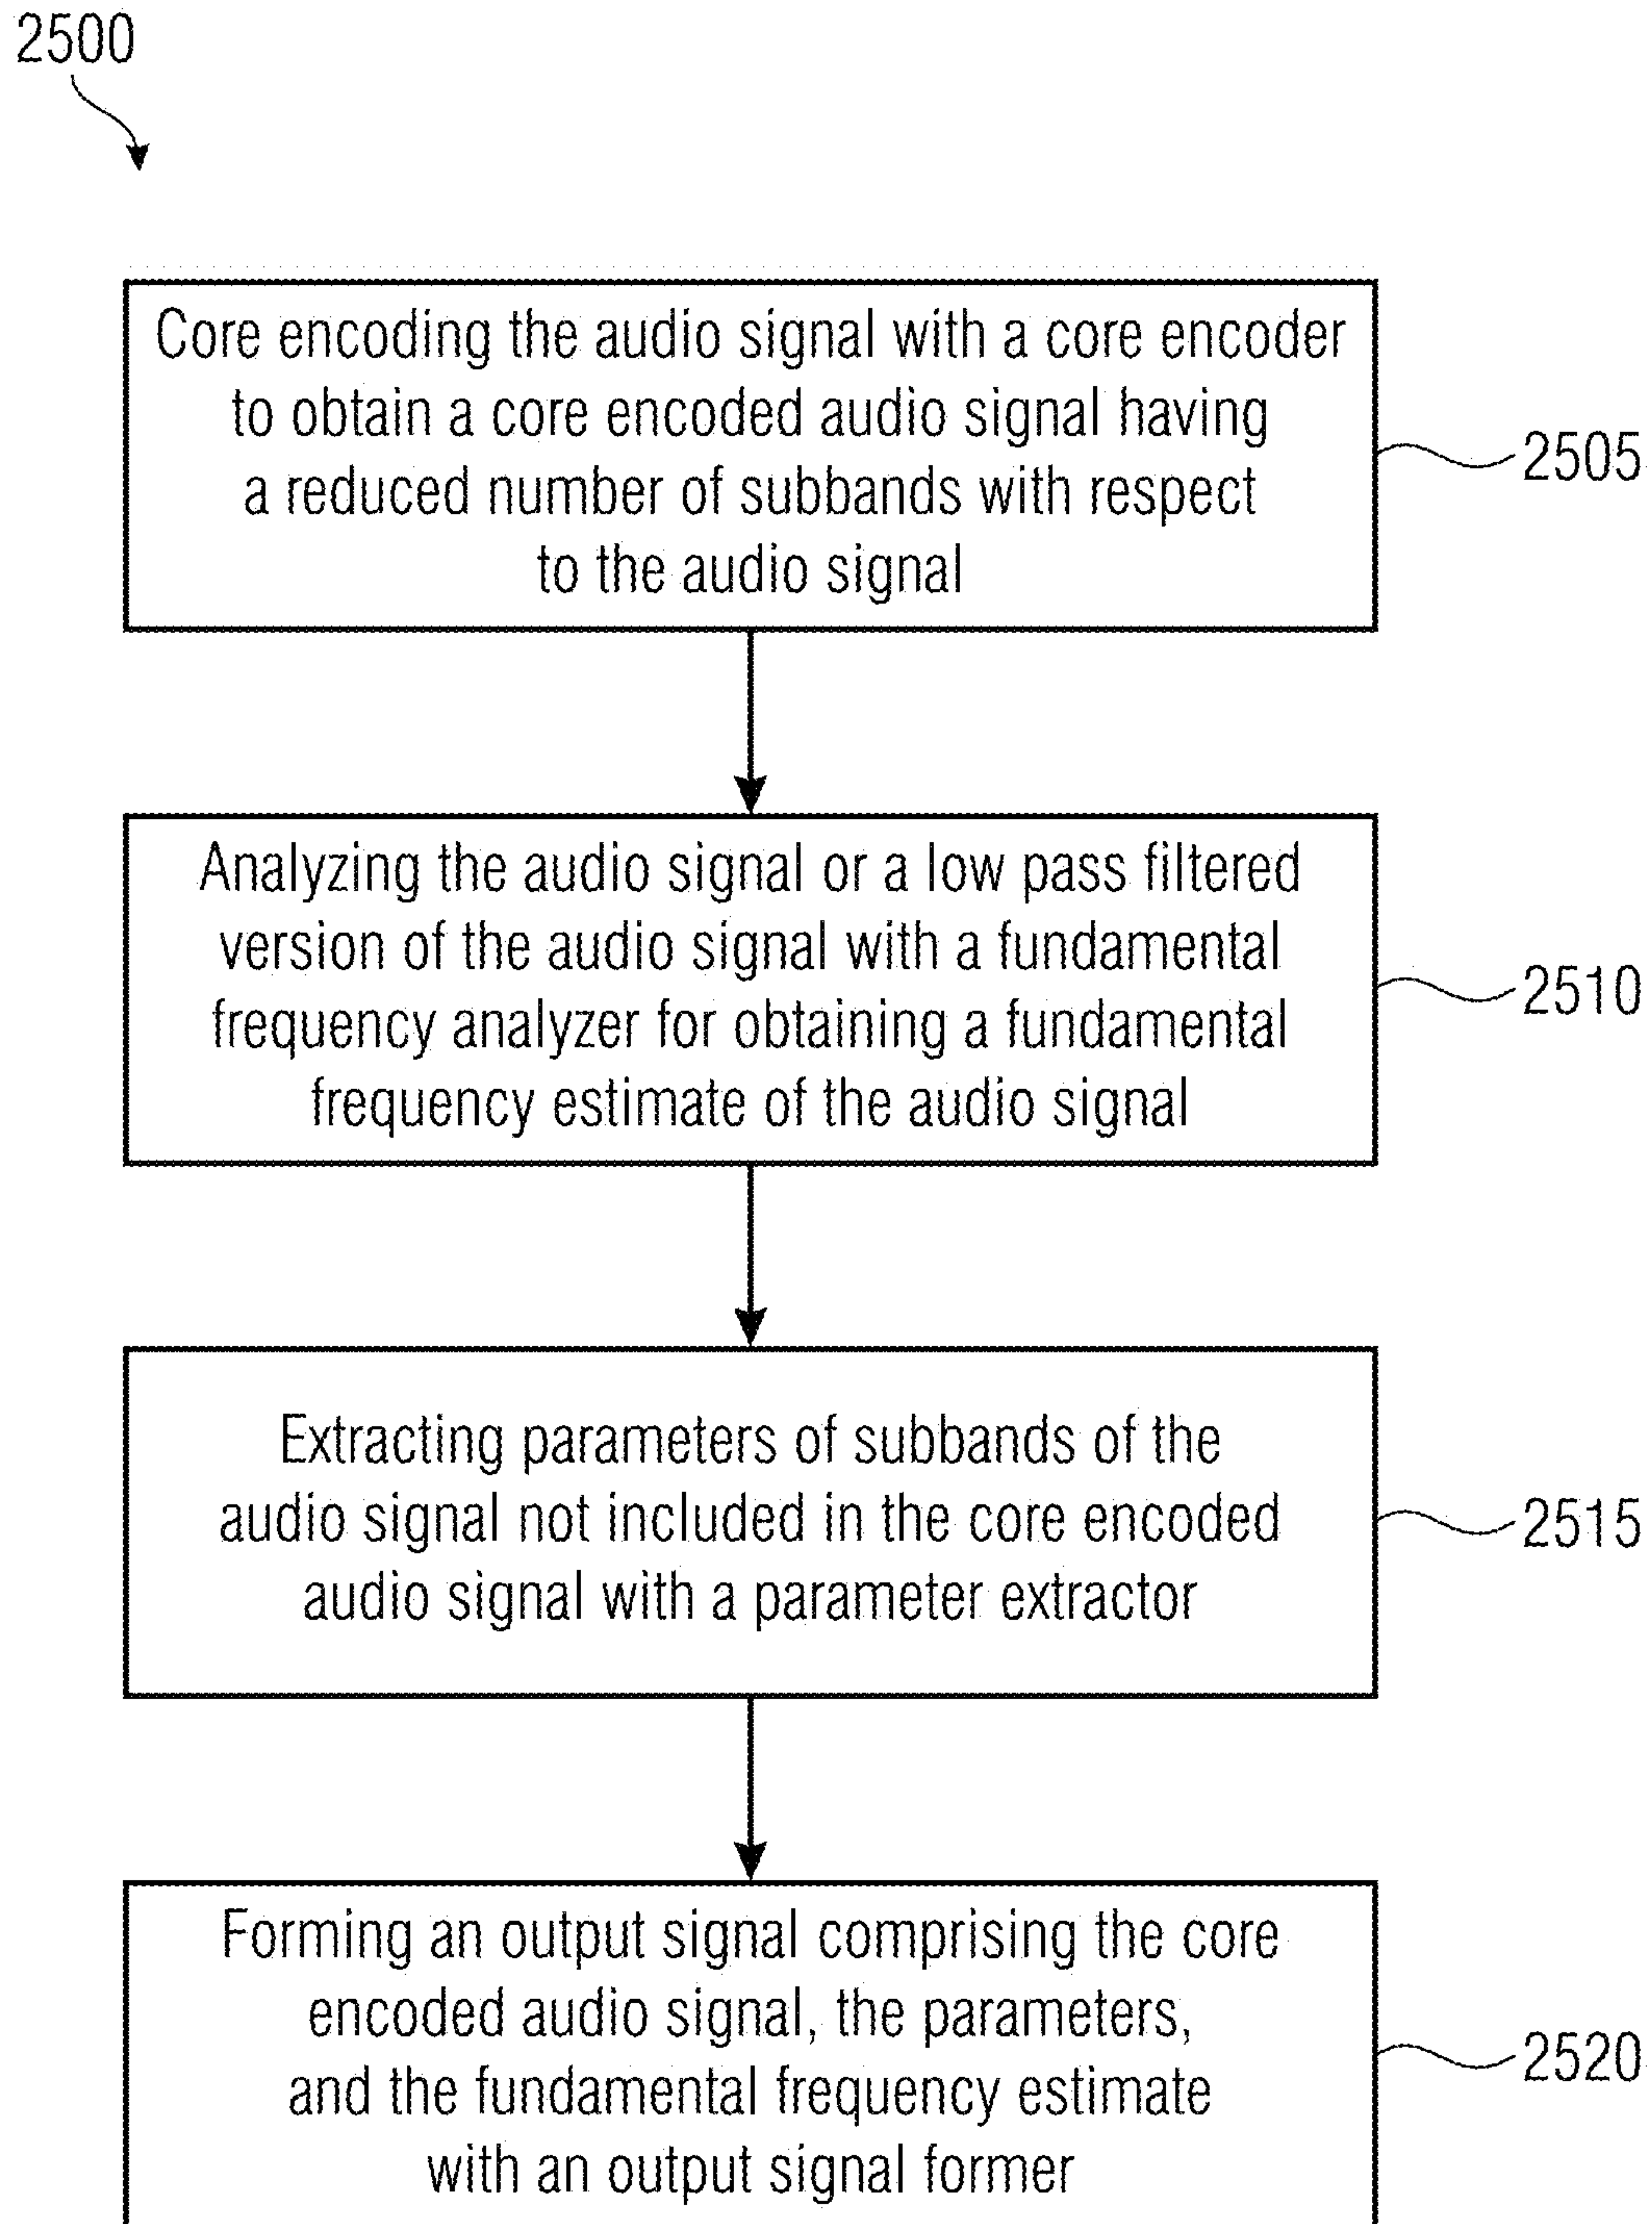 2500
Core encoding the audio signal with a core encoder
to obtain a core encoded audio signal having
a reduced number of subbands with respect
to the audio signal
2505
Analyzing the audio signal or a low pass filtered
version of the audio signal with a fundamental
frequency analyzer for obtaining a fundamental
frequency estimate of the audio signal
2510
Extracting parameters of subbands of the
audio signal not included in the core encoded
audio signal with a parameter extractor
2515
Forming an output signal comprising the core
encoded audio signal, the parameters,
and the fundamental frequency estimate
with an output signal former
2520